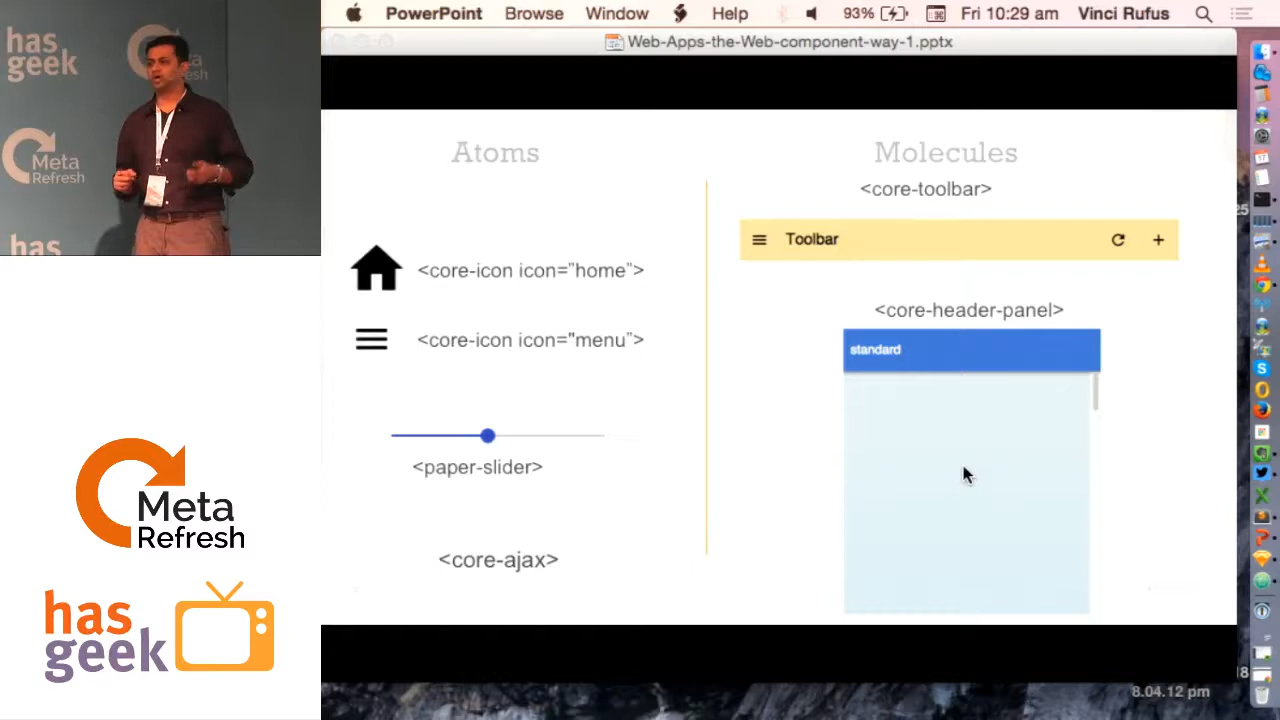 PowerPoint Browse Window Help 93% Fri 10:29 am Vinci Rufus
Web-Apps-the-Web-component-way-1.pptx
has
geek
Meta
Refresh
has
Atoms
<core-icon icon="home">
<core-icon icon="menu">
<paper-slider>
<core-ajax>
Molecules
<core-toolbar>
Toolbar
<core-header-panel>
standard
Meta
Refresh
has
geek
8.04.12 pm